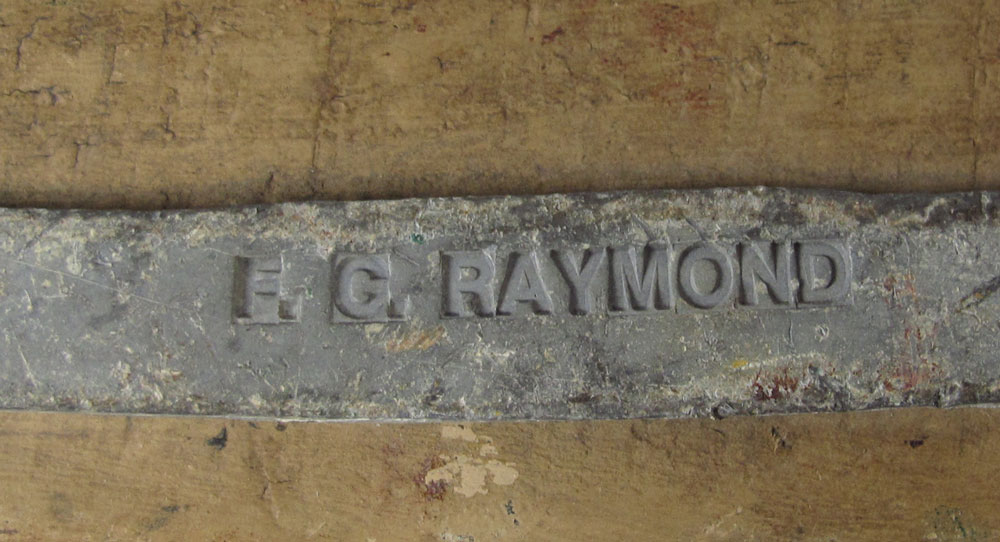 F. G. RAYMOND